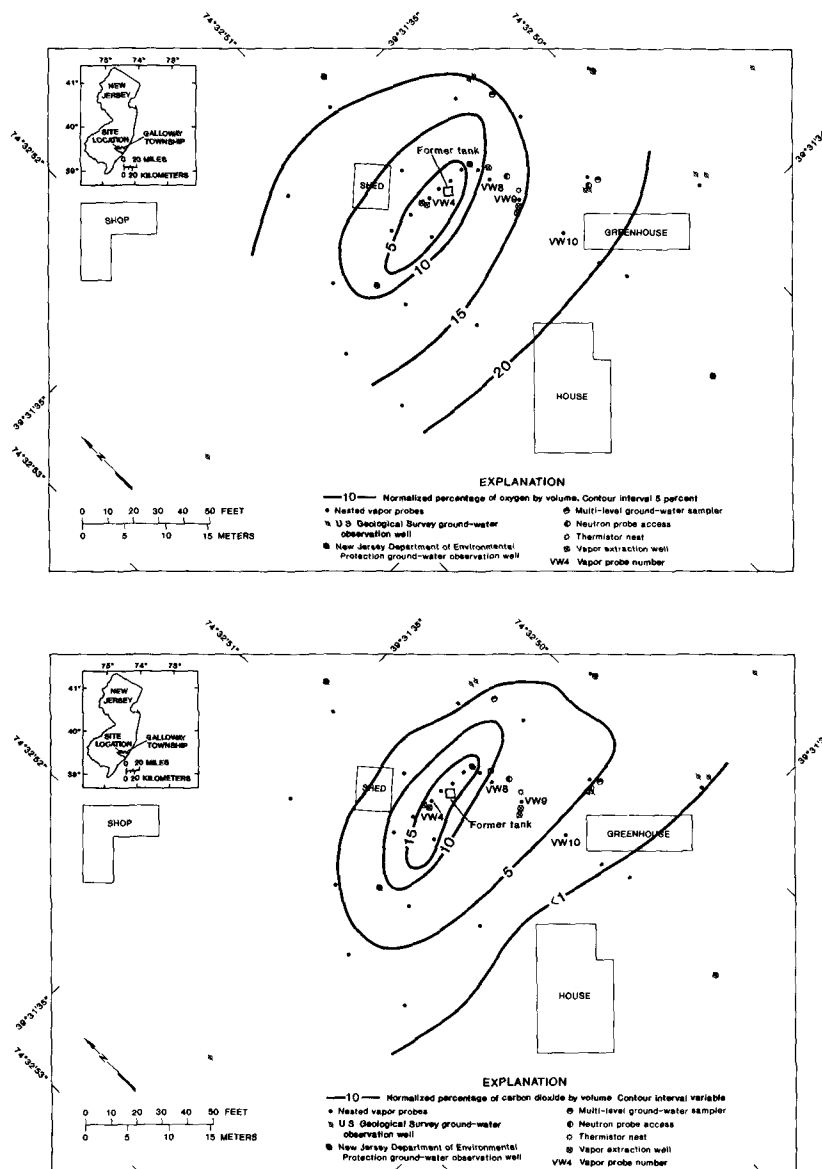 74°32'51"
39°31'35"
74°32'50"
41° 75° 74° 73°
NEW
JERSEY
40°
SITE
LOCATION
GALLOWAY
TOWNSHIP
39°
0 20 MILES
0 20 KILOMETERS
74°32'52"
39°31'34"
SHOP
SHED
Former tank
VW4
VW8
VW9
VW10
GREENHOUSE
HOUSE
5
10
15
20
39°31'35"
74°32'53"
N
0 10 20 30 40 50 FEET
0 5 10 15 METERS
EXPLANATION
—10— Normalized percentage of oxygen by volume. Contour interval 5 percent
Nested vapor probes
U S Geological Survey ground-water
observation well
New Jersey Department of Environmental
Protection ground-water observation well
Multi-level ground-water sampler
Neutron probe access
Thermistor nest
Vapor extraction well
VW4 Vapor probe number
74°32'51"
39°31'35"
74°32'50"
75° 74° 73°
41°
NEW
JERSEY
40°
SITE
LOCATION
GALLOWAY
TOWNSHIP
39°
0 20 MILES
0 20 KILOMETERS
74°32'52"
SHOP
SHED
VW8
VW4
VW9
Former tank
VW10
GREENHOUSE
HOUSE
15
10
5
<1
39°31'35"
74°32'53"
N
0 10 20 30 40 50 FEET
0 5 10 15 METERS
EXPLANATION
—10— Normalized percentage of carbon dioxide by volume Contour interval variable
Nested vapor probes
U S Geological Survey ground-water
observation well
New Jersey Department of Environmental
Protection ground-water observation well
Multi-level ground-water sampler
Neutron probe access
Thermistor nest
Vapor extraction well
VW4 Vapor probe number